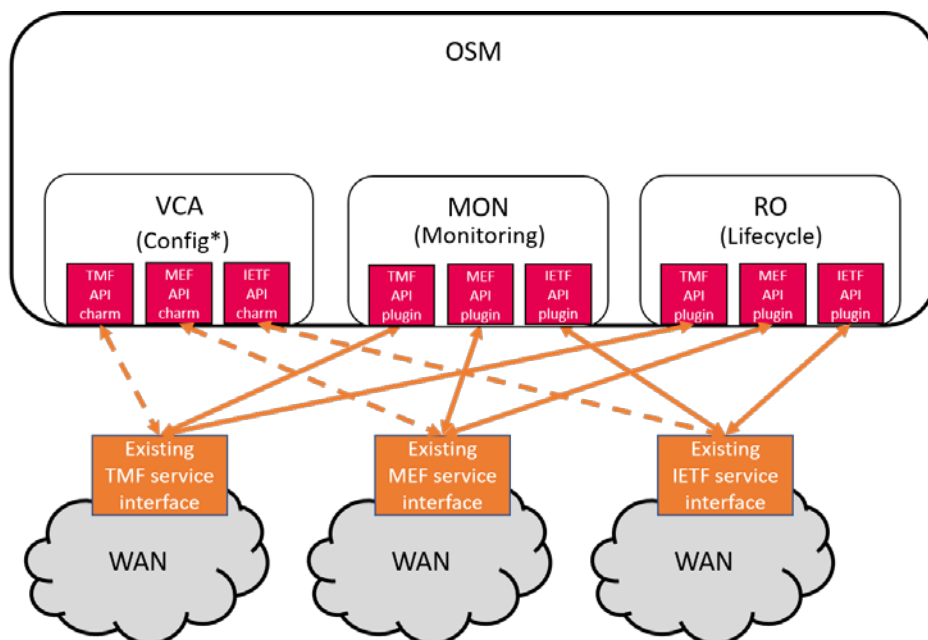 OSM
VCA
(Config*)
TMF
API
charm
MEF
API
charm
IETF
API
charm
MON
(Monitoring)
TMF
API
plugin
MEF
API
plugin
IETF
API
plugin
RO
(Lifecycle)
TMF
API
plugin
MEF
API
plugin
IETF
API
plugin
Existing
TMF service
interface
WAN
Existing
MEF service
interface
WAN
Existing
IETF service
interface
WAN